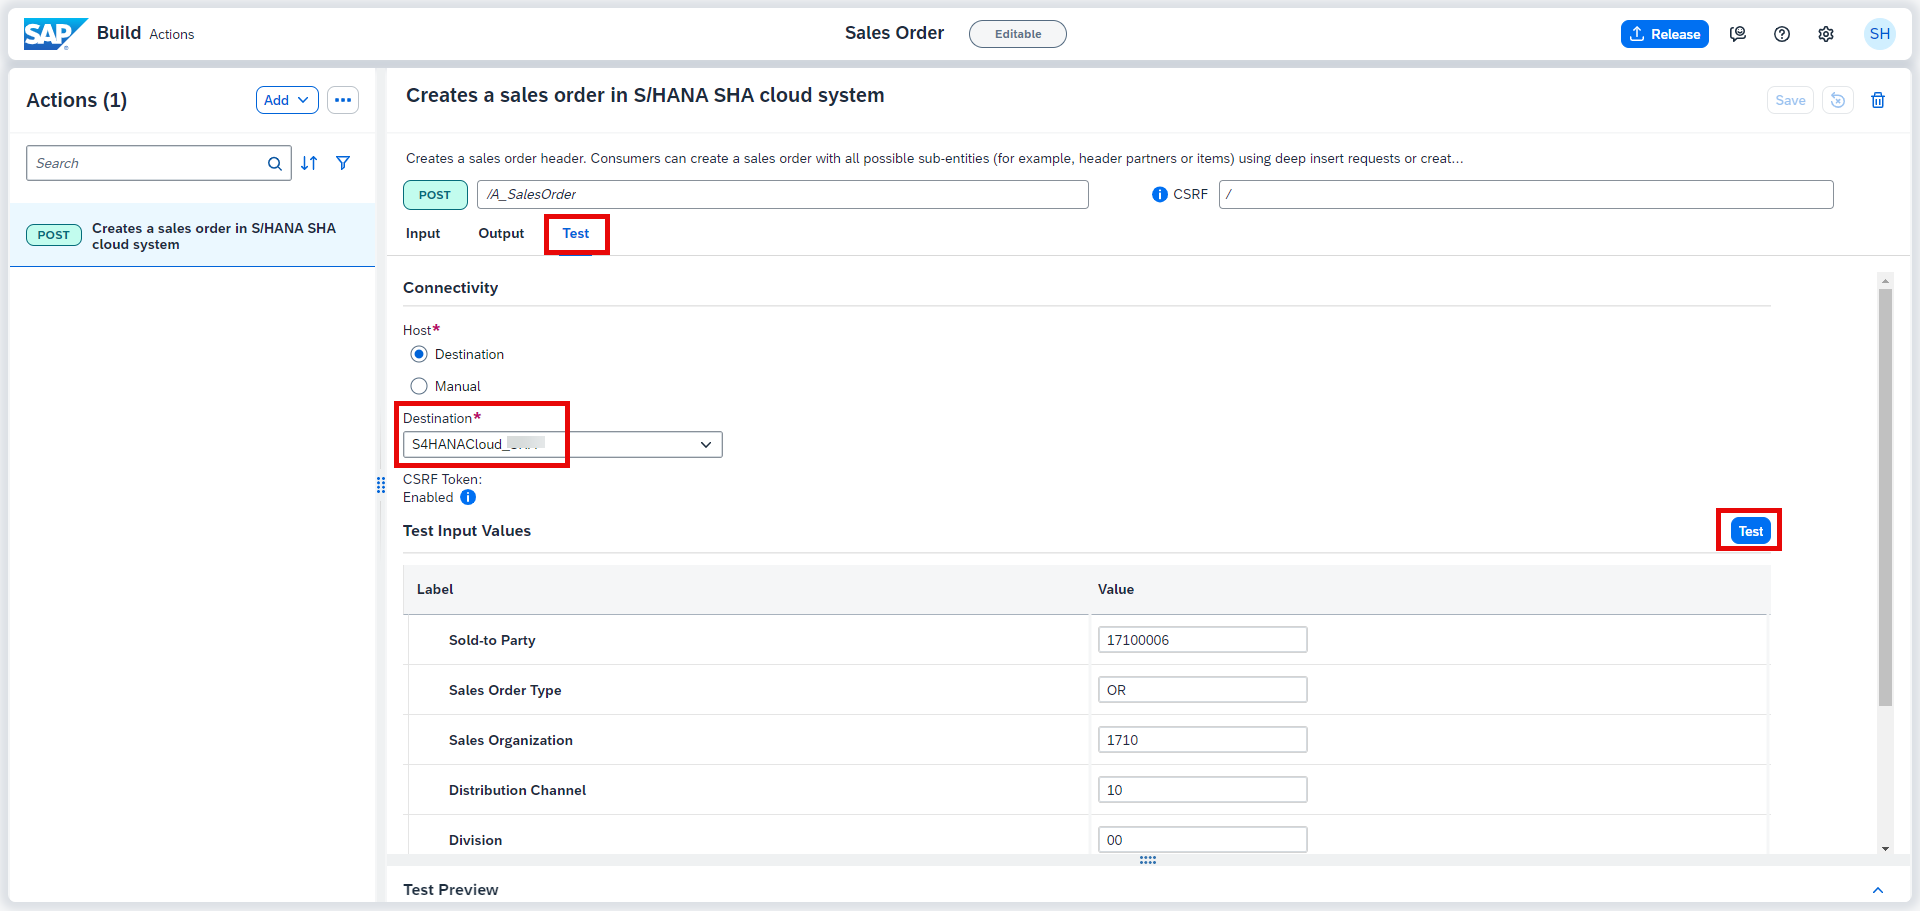 SAP Build Actions
Sales Order
Editable
Release
SH
Actions (1)
Add
Search
POST
Creates a sales order in S/HANA SHA
cloud system
Creates a sales order in S/HANA SHA cloud system
Save
Creates a sales order header. Consumers can create a sales order with all possible sub-entities (for example, header partners or items) using deep insert requests or creat...
POST
/A_SalesOrder
CSRF
/
Input
Output
Test
Connectivity
Host*
Destination
Manual
Destination*
S4HANACloud_
CSRF Token:
Enabled
Test Input Values
Test
Label
Value
Sold-to Party
17100006
Sales Order Type
OR
Sales Organization
1710
Distribution Channel
10
Division
00
Test Preview